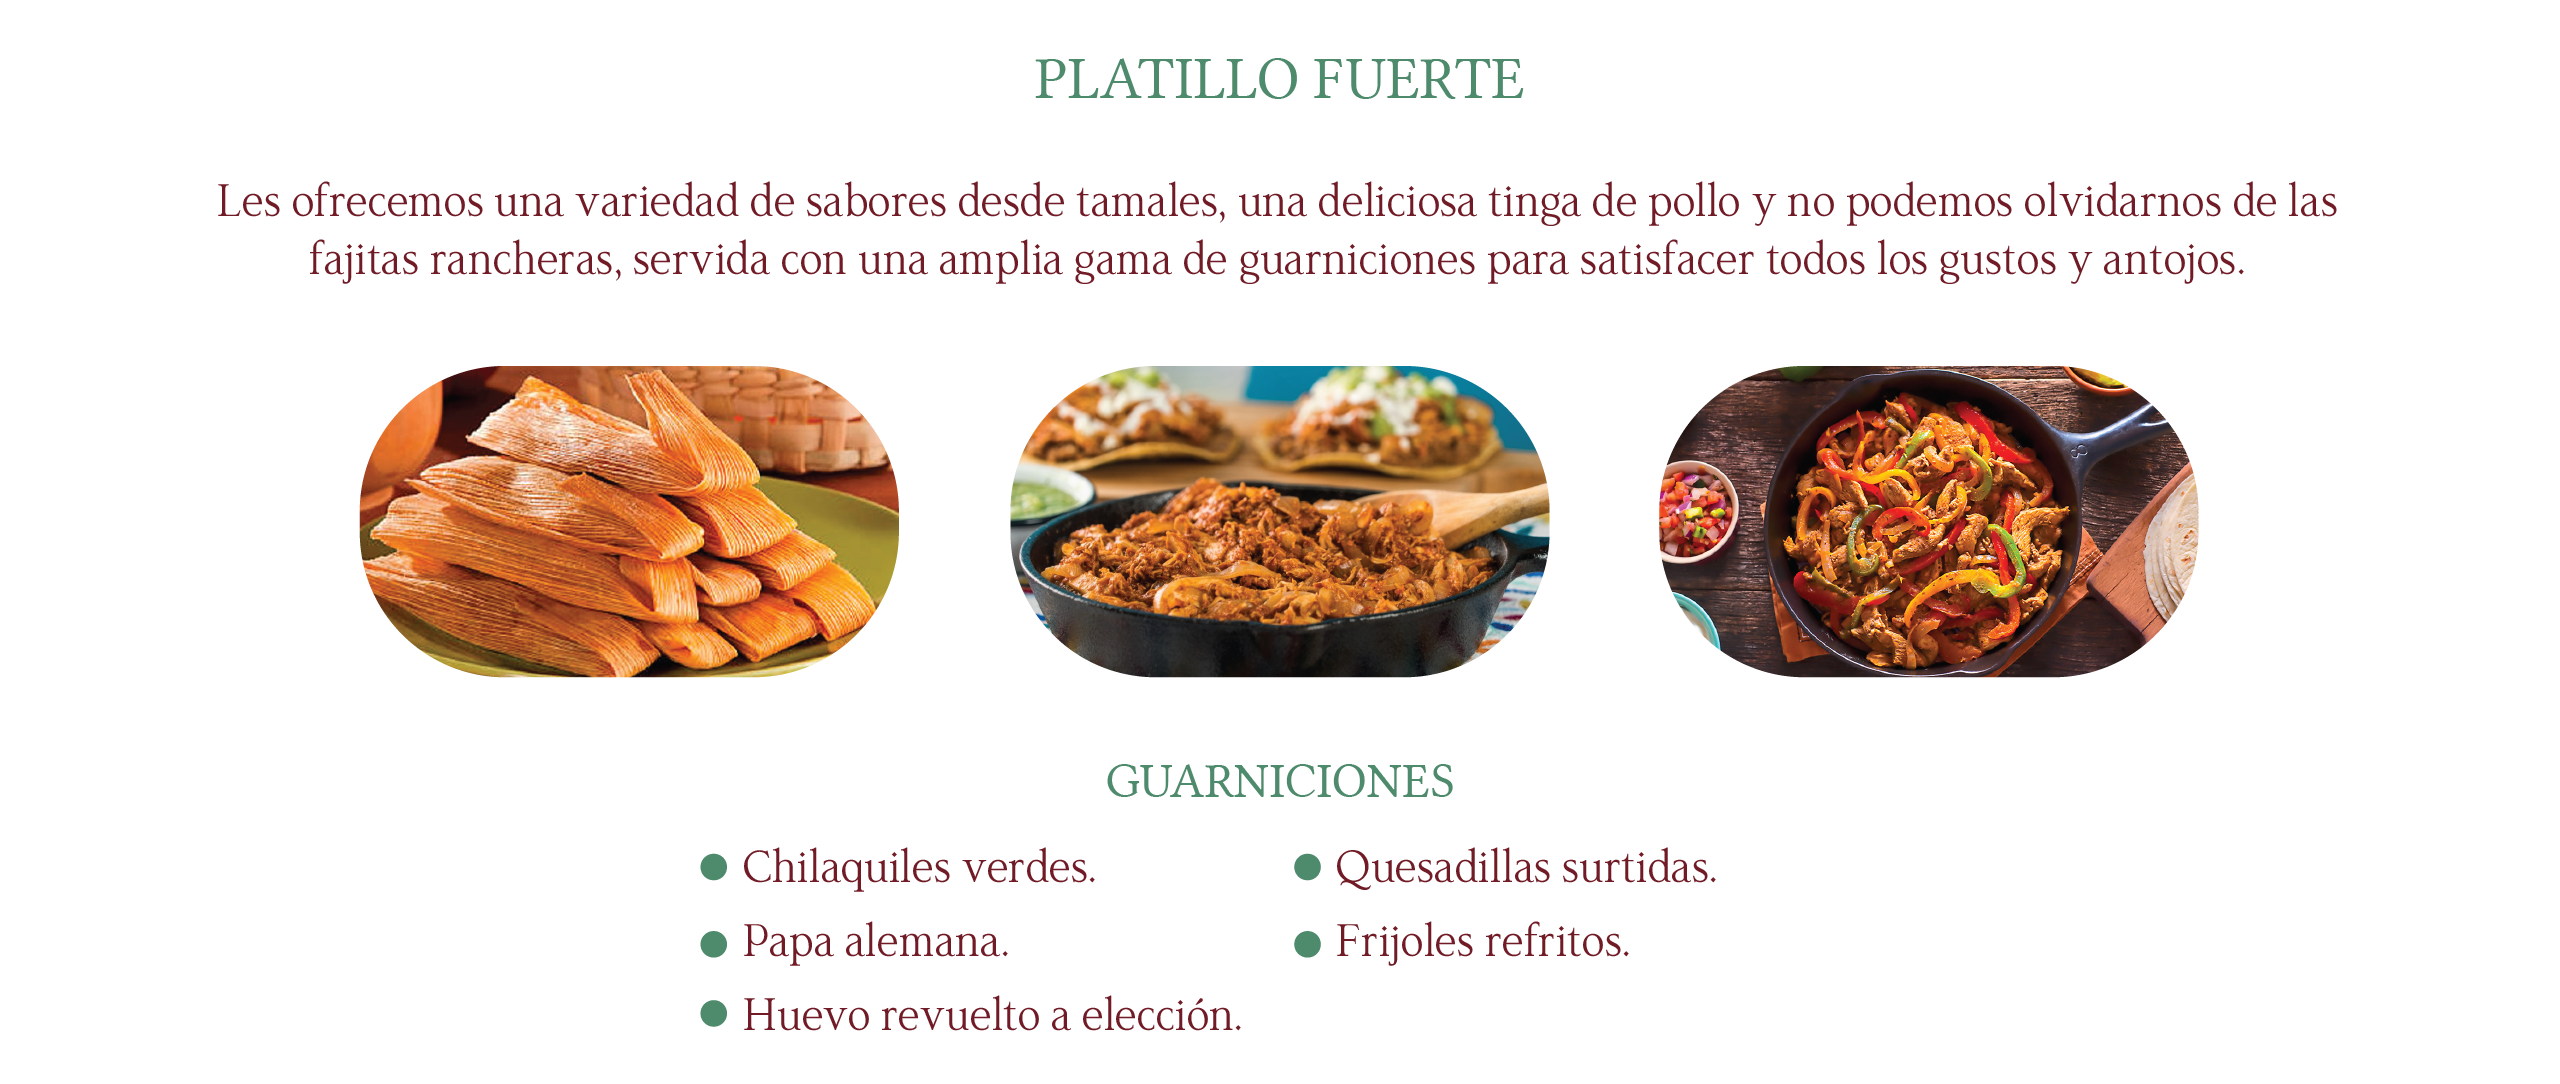 PLATILLO FUERTE
Les ofrecemos una variedad de sabores desde tamales, una deliciosa tinga de pollo y no podemos olvidarnos de las
fajitas rancheras, servida con una amplia gama de guarniciones para satisfacer todos los gustos y antojos.
GUARNICIONES
Chilaquiles verdes.
Papa alemana.
Huevo revuelto a elección.
Quesadillas surtidas.
Frijoles refritos.